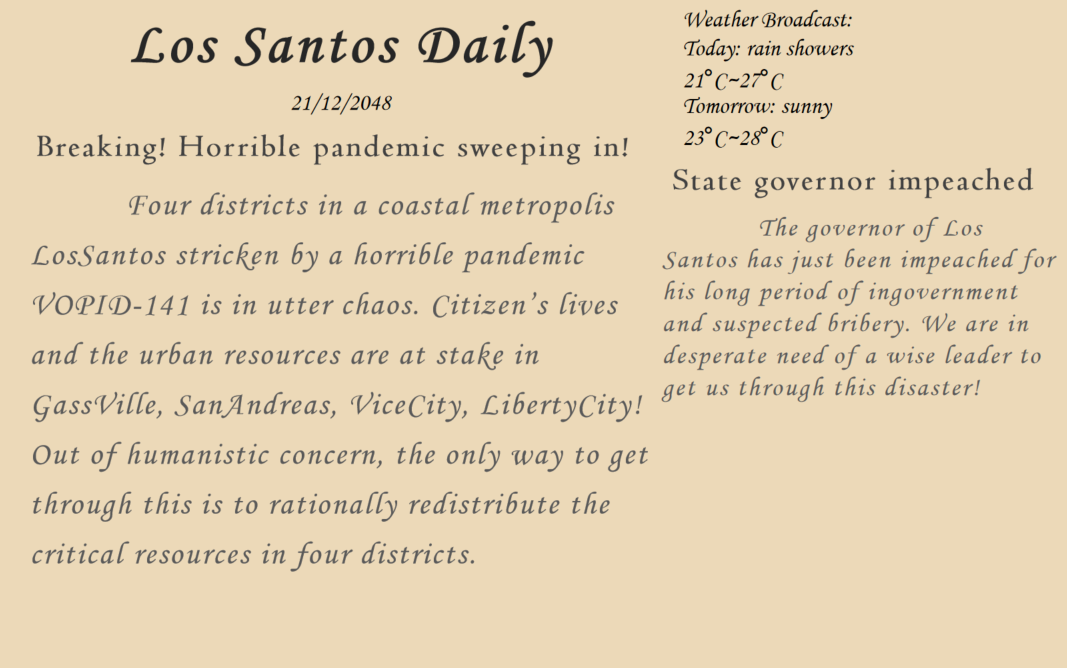 Los Santos Daily
21/12/2048
Breaking! Horrible pandemic sweeping in!
Four districts in a coastal metropolis
LosSantos stricken by a horrible pandemic
VOPID-141 is in utter chaos. Citizen's lives
and the urban resources are at stake in
GassVille, SanAndreas, ViceCity, LibertyCity!
Out of humanistic concern, the only way to get
through this is to rationally redistribute the
critical resources in four districts.
Weather Broadcast:
Today: rain showers
21°C~27°C
Tomorrow: sunny
23°C~28°C
State governor impeached
The governor of Los
Santos has just been impeached for
his long period of ingovernment
and suspected bribery. We are in
desperate need of a wise leader to
get us through this disaster!